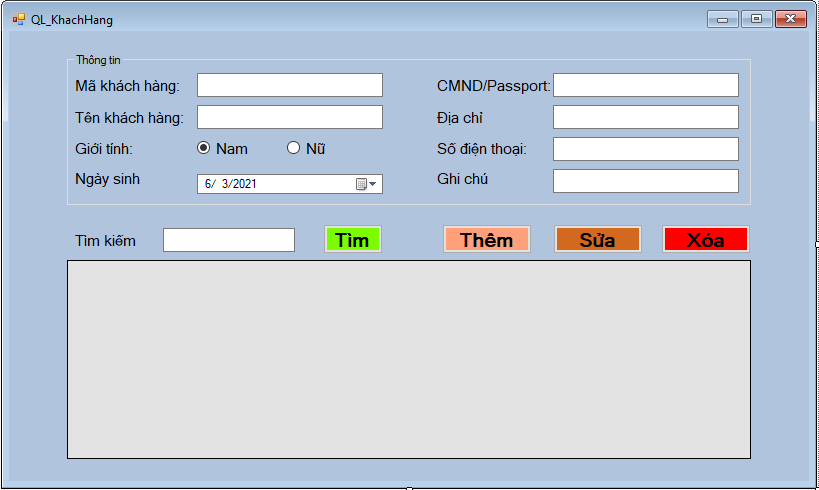 QL_KhachHang
Thông tin
Mã khách hàng:
CMND/Passport:
Tên khách hàng:
Địa chỉ
Giới tính:
Nam
Nữ
Số điện thoại:
Ngày sinh
6/ 3/2021
Ghi chú
Tìm kiếm
Tìm
Thêm
Sửa
Xóa